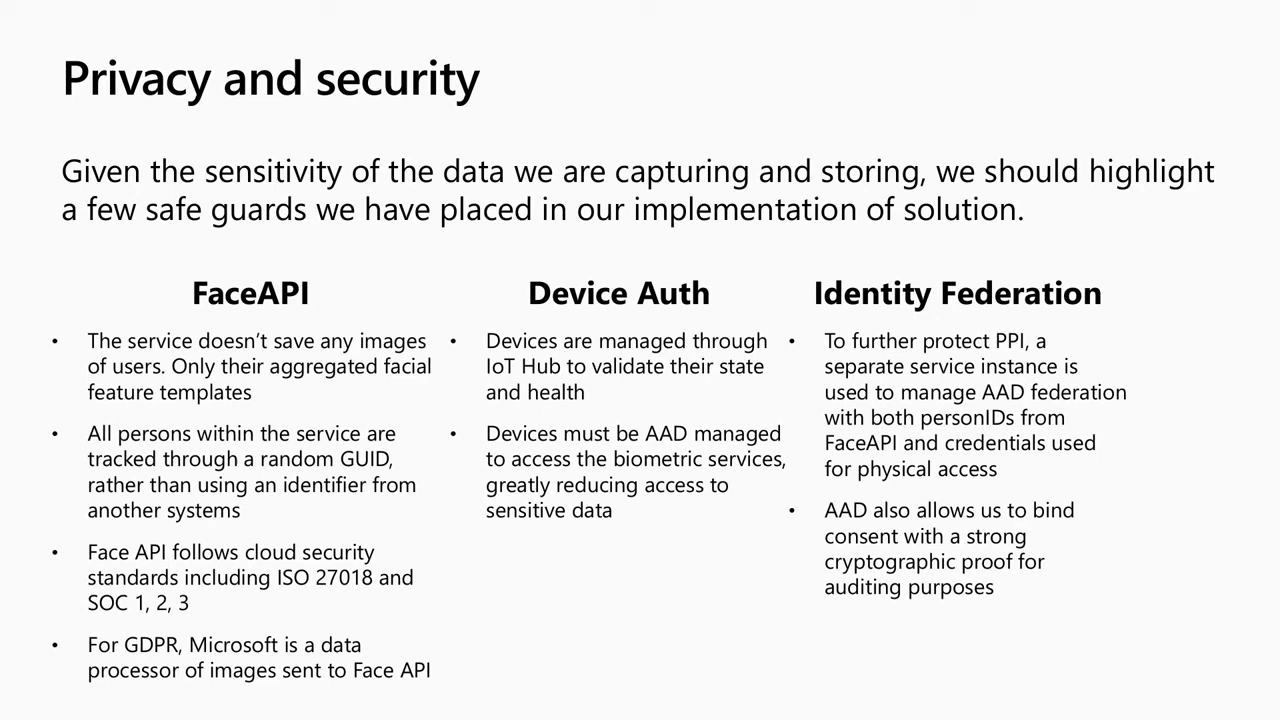 Privacy and security
Given the sensitivity of the data we are capturing and storing, we should highlight
a few safe guards we have placed in our implementation of solution.
FaceAPI
• The service doesn’t save any images
of users. Only their aggregated facial
feature templates
• All persons within the service are
tracked through a random GUID,
rather than using an identifier from
another systems
• Face API follows cloud security
standards including ISO 27018 and
SOC 1, 2, 3
• For GDPR, Microsoft is a data
processor of images sent to Face API
Device Auth
• Devices are managed through
IoT Hub to validate their state
and health
• Devices must be AAD managed
to access the biometric services,
greatly reducing access to
sensitive data
Identity Federation
• To further protect PPI, a
separate service instance is
used to manage AAD federation
with both personIDs from
FaceAPI and credentials used
for physical access
• AAD also allows us to bind
consent with a strong
cryptographic proof for
auditing purposes